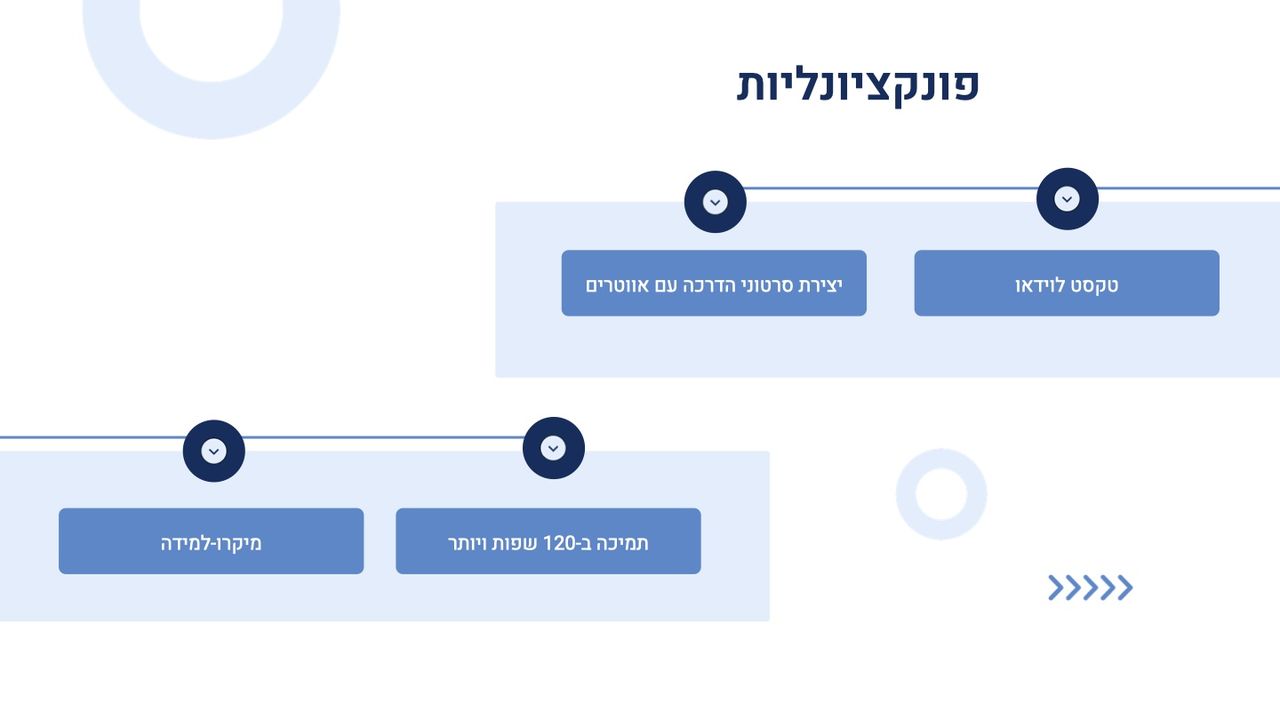 פונקציונליות
טקסט לוידאו
יצירת סרטוני הדרכה עם אווטרים
תמיכה ב-120 שפות ויותר
מיקרו-למידה